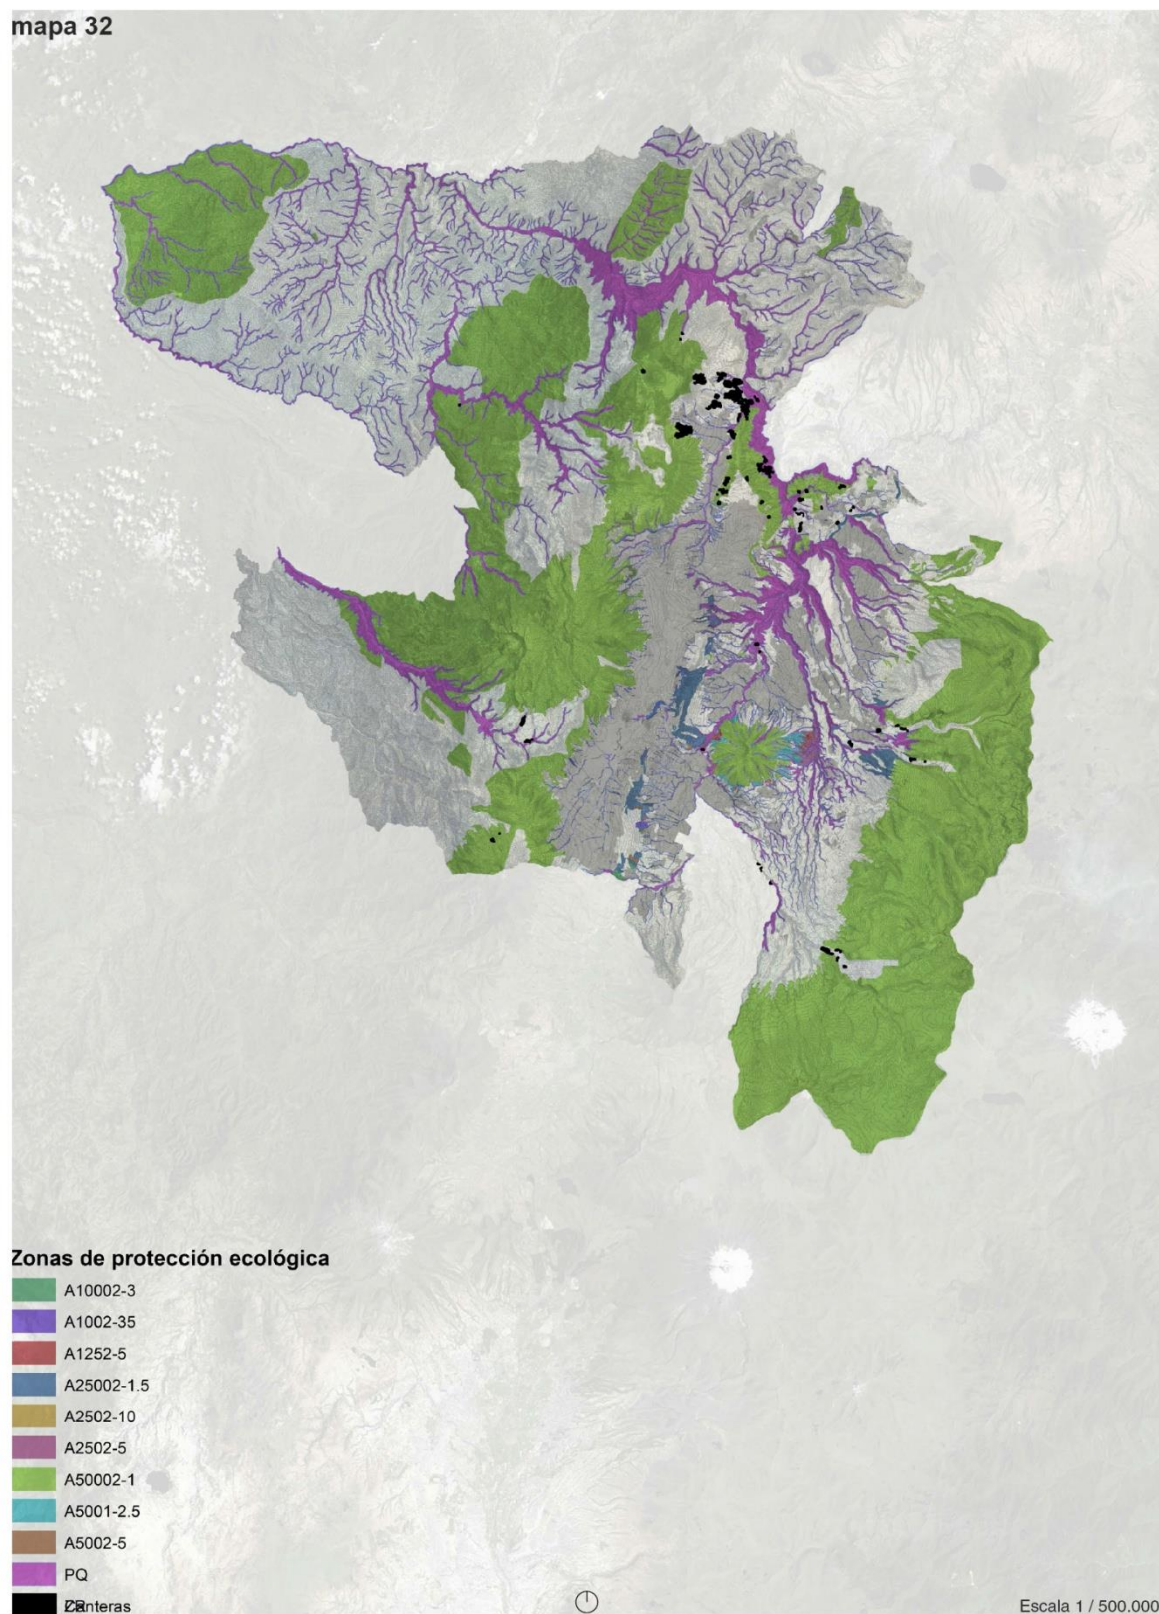 mapa 32
Zonas de protección ecológica
A10002-3
A1002-35
A1252-5
A25002-1.5
A2502-10
A2502-5
A50002-1
A5001-2.5
A5002-5
PQ
Canteras
Escala 1 / 500.000